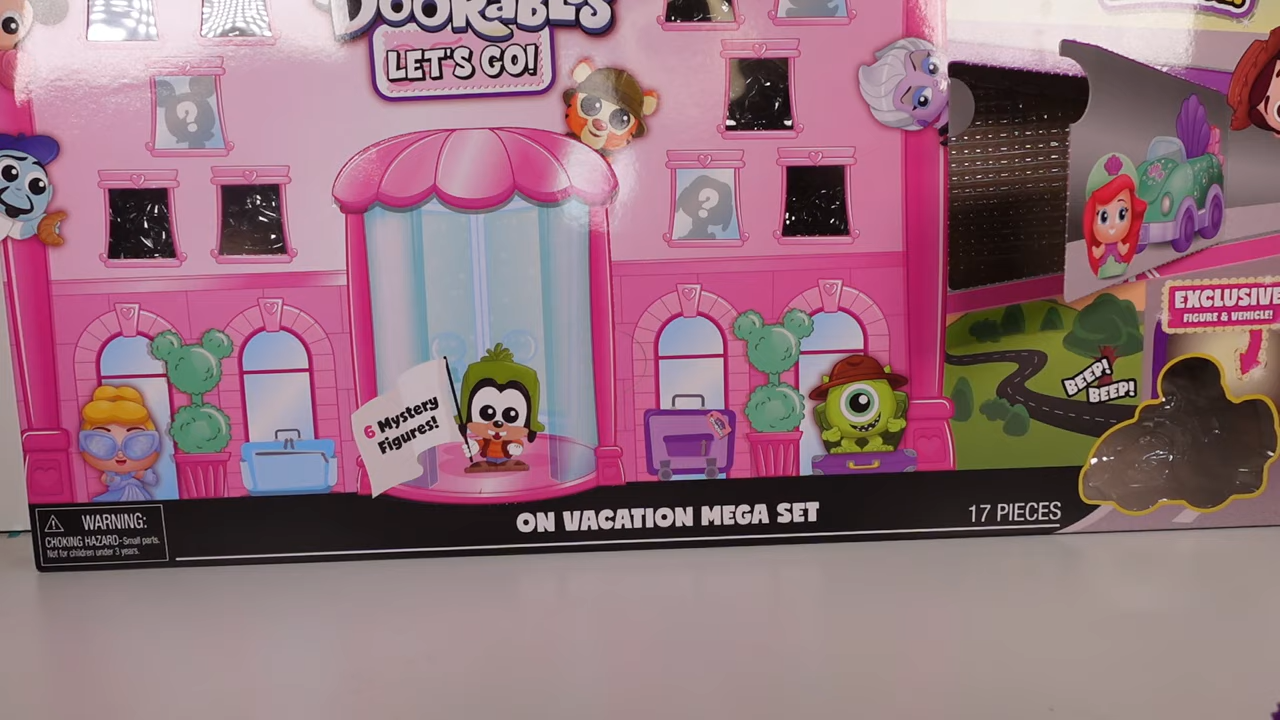 DOORABLES
LET'S GO!
?
?
EXCLUSIVE
FIGURE & VEHICLE!
BEEP!
BEEP!
6 Mystery
Figures!
ON VACATION MEGA SET
17 PIECES
WARNING:
CHOKING HAZARD-Small parts.
Not for children under 3 years.